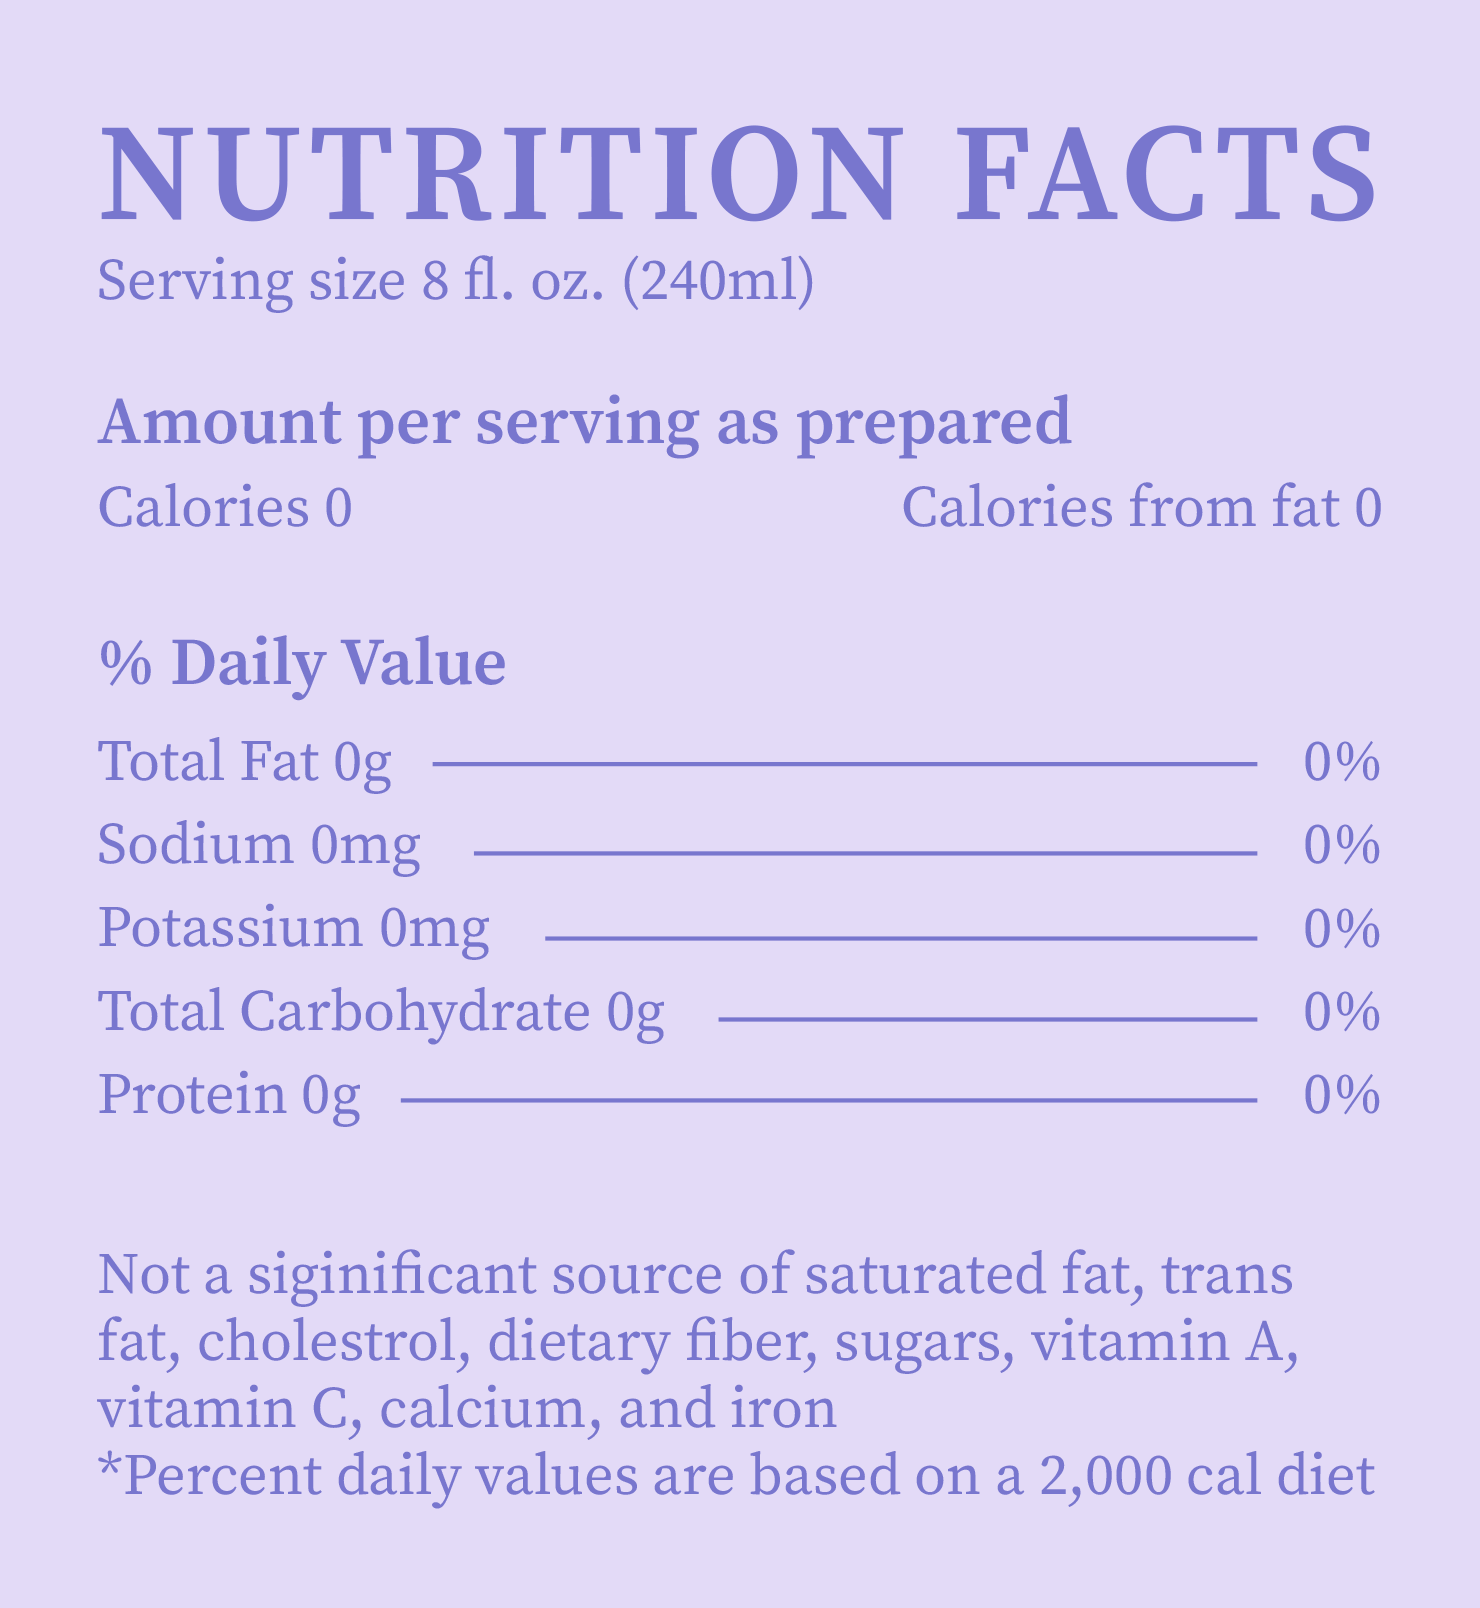 NUTRITION FACTS
Serving size 8 fl. oz. (240ml)
Amount per serving as prepared
Calories 0 Calories from fat 0
% Daily Value
Total Fat 0g 0%
Sodium 0mg 0%
Potassium 0mg 0%
Total Carbohydrate 0g 0%
Protein 0g 0%
Not a siginificant source of saturated fat, trans
fat, cholestrol, dietary fiber, sugars, vitamin A,
vitamin C, calcium, and iron
*Percent daily values are based on a 2,000 cal diet